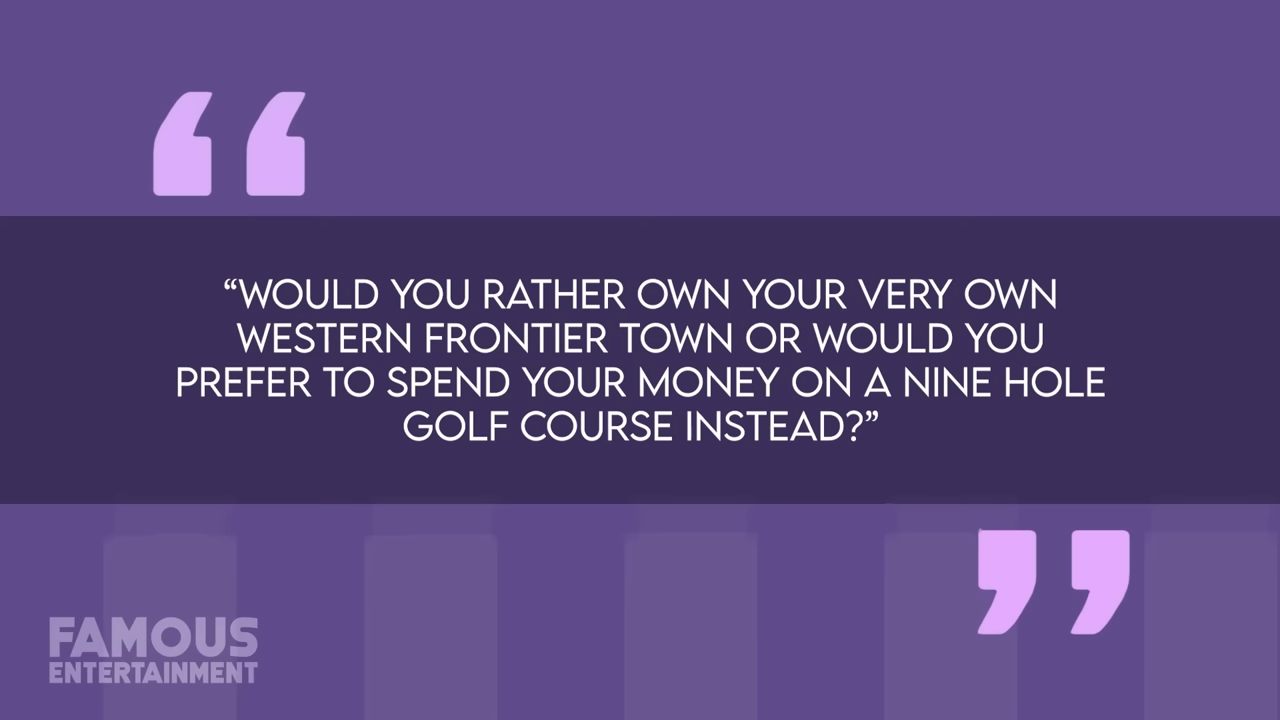 “WOULD YOU RATHER OWN YOUR VERY OWN
WESTERN FRONTIER TOWN OR WOULD YOU
PREFER TO SPEND YOUR MONEY ON A NINE HOLE
GOLF COURSE INSTEAD?”
FAMOUS
ENTERTAINMENT